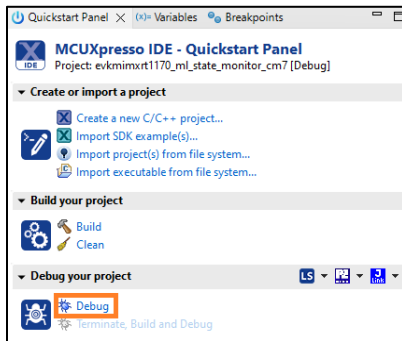 Quickstart Panel (x)= Variables Breakpoints
MCUXpresso IDE - Quickstart Panel
IDE
Project: evkmimxrt1170_ml_state_monitor_cm7 [Debug]
Create or import a project
Create a new C/C++ project...
Import SDK example(s)...
Import project(s) from file system...
Import executable from file system...
Build your project
Build
Clean
Debug your project LS
Debug
Terminate, Build and Debug